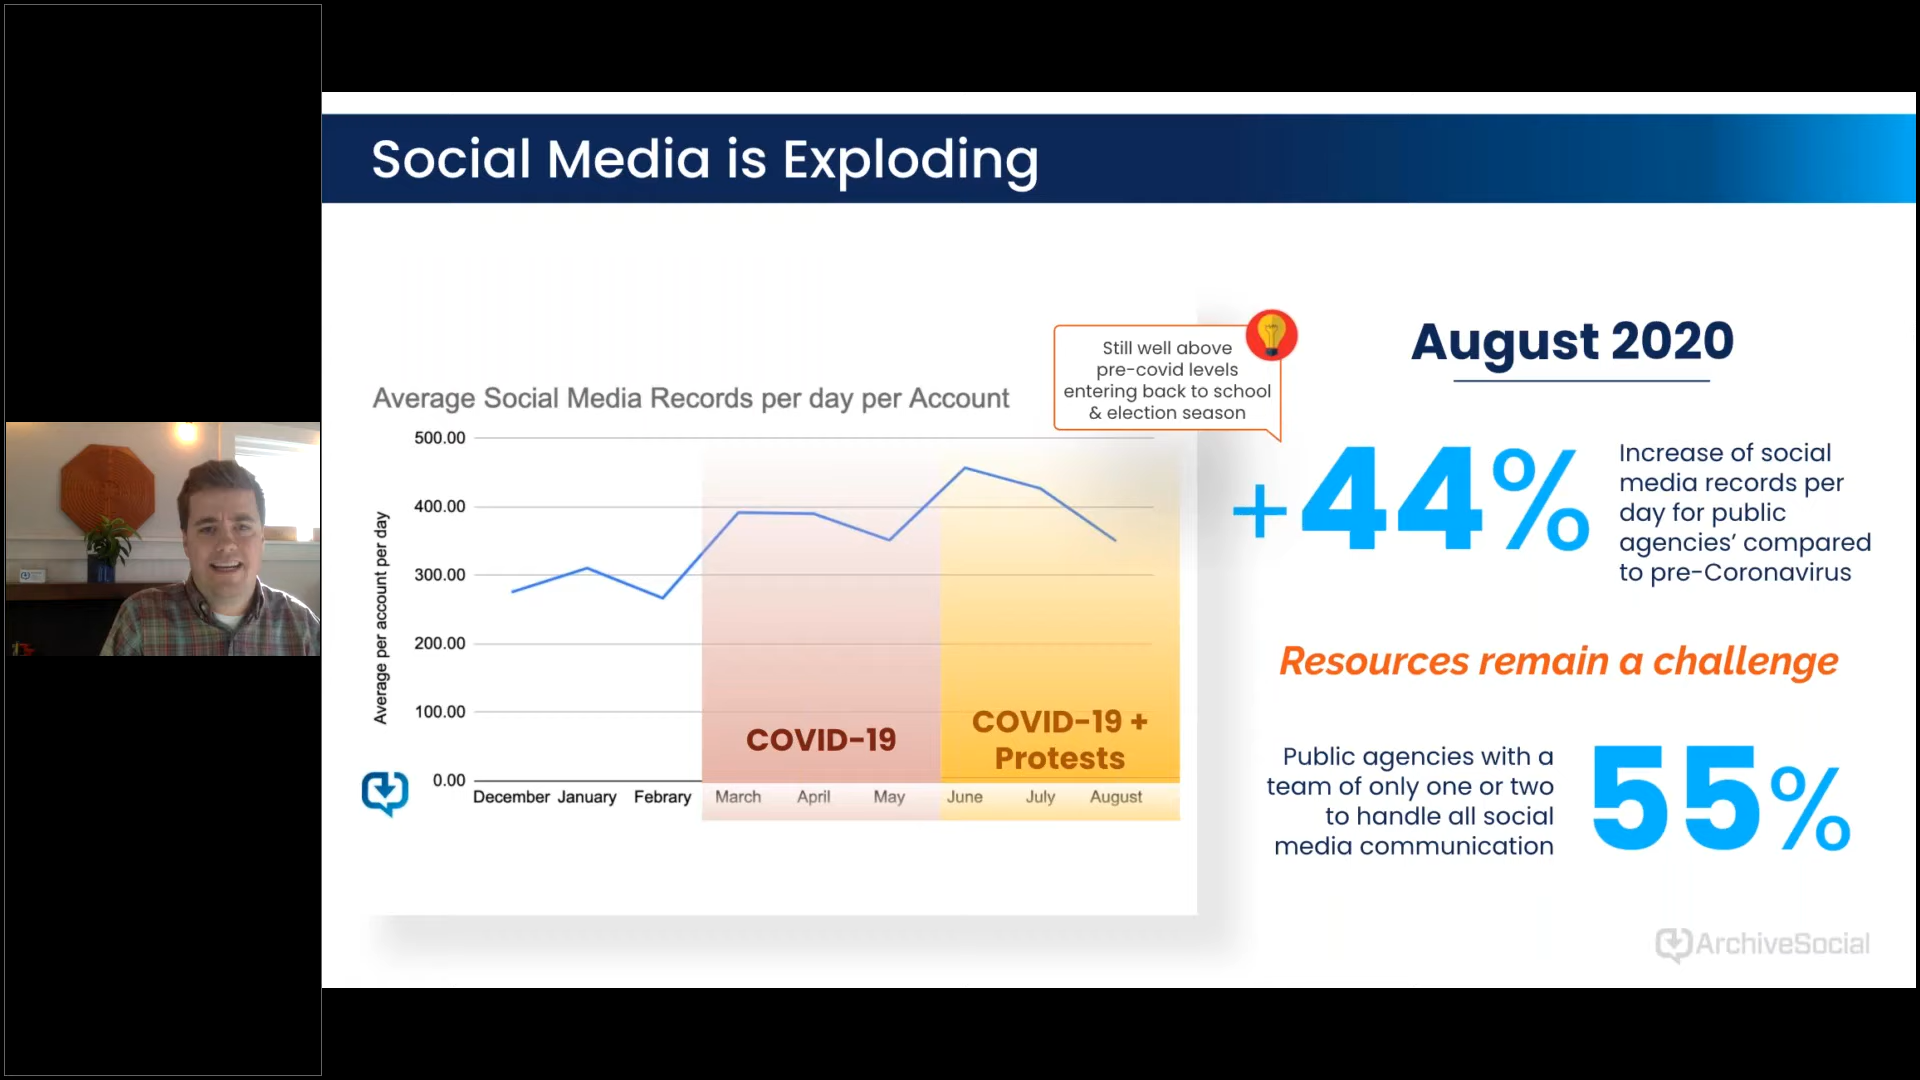 Social Media is Exploding
Still well above
pre-covid levels
entering back to school
& election season
Average Social Media Records per day per Account
Average per account per day
500.00
400.00
300.00
200.00
100.00
0.00
COVID-19
COVID-19 +
Protests
December January Febrary March April May June July August
August 2020
+44%
Increase of social
media records per
day for public
agencies’ compared
to pre-Coronavirus
Resources remain a challenge
Public agencies with a
team of only one or two
to handle all social
media communication
55%
ArchiveSocial